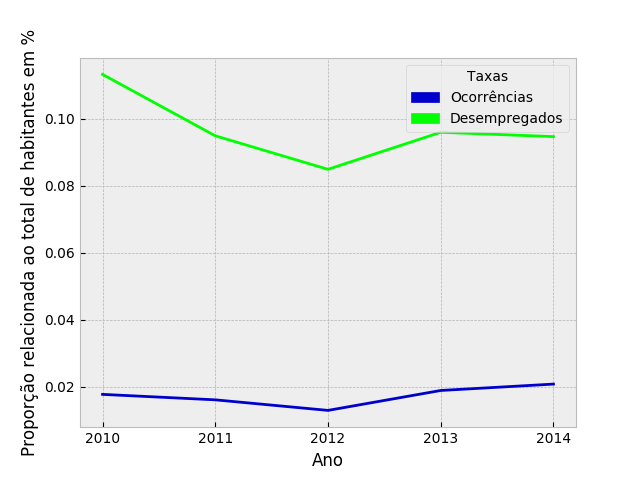 Proporção relacionada ao total de habitantes em %
Taxas
Ocorrências
Desempregados
0.10
0.08
0.06
0.04
0.02
2010 2011 2012 2013 2014
Ano